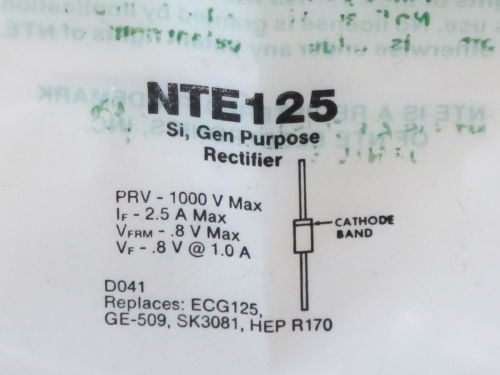 NTE125
Si, Gen Purpose
Rectifier
PRV - 1000 V Max
IF - 2.5 A Max
VFRM - .8 V Max
VF - .8 V @ 1.0 A
CATHODE
BAND
D041
Replaces: ECG125,
GE-509, SK3081, HEP R170